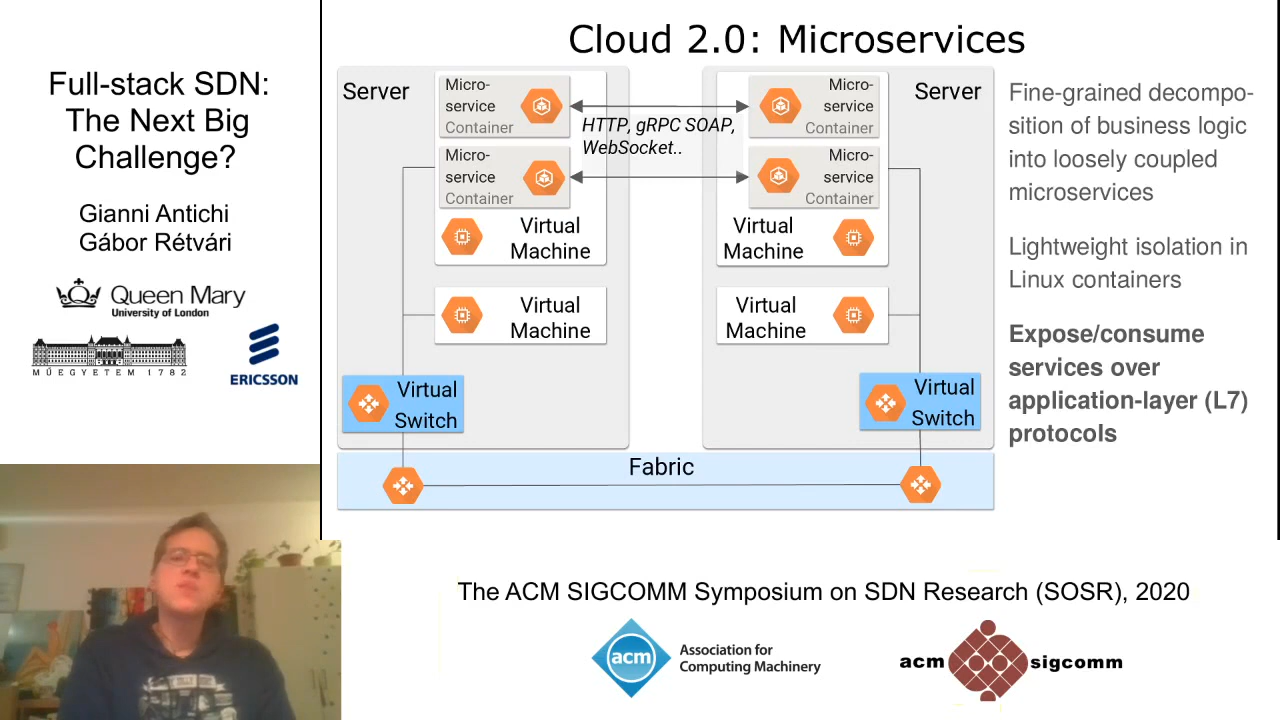 Full-stack SDN:
The Next Big
Challenge?
Gianni Antichi
Gábor Rétvári
Queen Mary
University of London
MŰEGYETEM 1782
ERICSSON
Cloud 2.0: Microservices
Server
Micro-
service
Container
Micro-
service
Container
Virtual
Machine
Virtual
Machine
Virtual
Switch
HTTP, gRPC SOAP,
WebSocket..
Server
Micro-
service
Container
Micro-
service
Container
Virtual
Machine
Virtual
Machine
Virtual
Switch
Fabric
Fine-grained decompo-
sition of business logic
into loosely coupled
microservices
Lightweight isolation in
Linux containers
Expose/consume
services over
application-layer (L7)
protocols
The ACM SIGCOMM Symposium on SDN Research (SOSR), 2020
acm
Association for
Computing Machinery
acm sigcomm